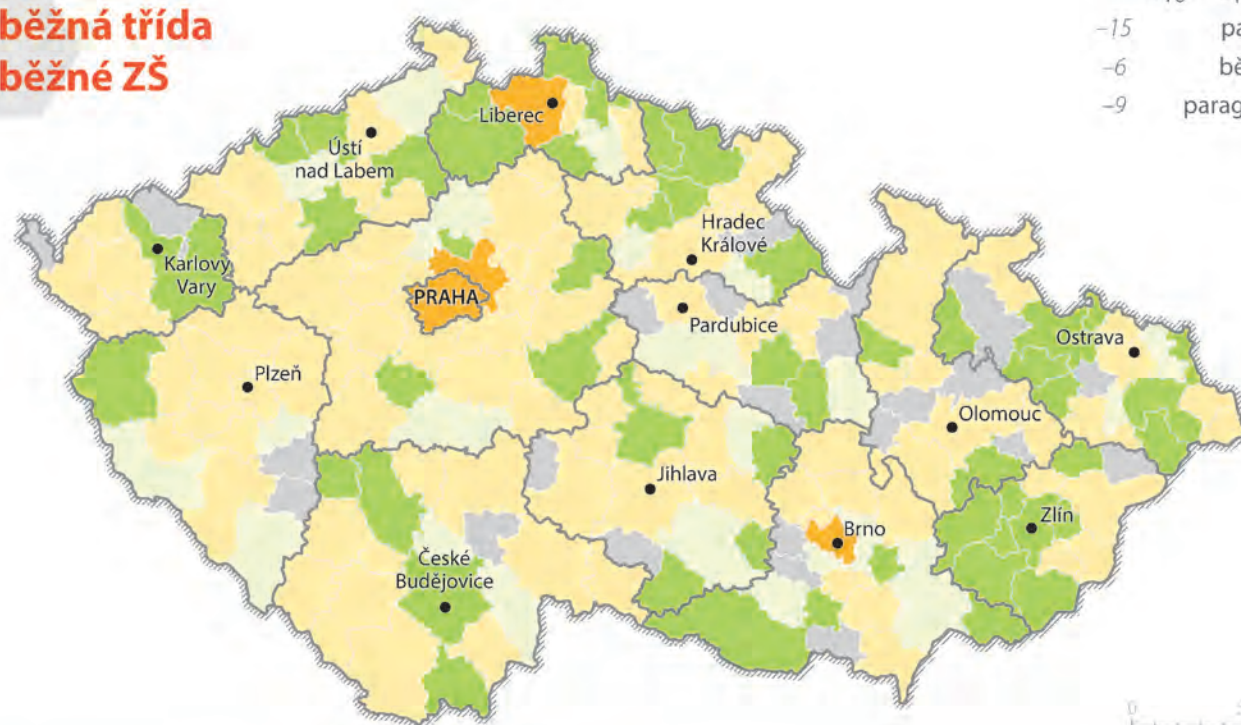 běžná třída
běžné ZŠ
–15
–6
–9
Liberec
Ústí
nad Labem
Hradec
Králové
Karlovy
Vary
PRAHA
Pardubice
Ostrava
Plzeň
Olomouc
Jihlava
Brno
Zlín
České
Budějovice
0